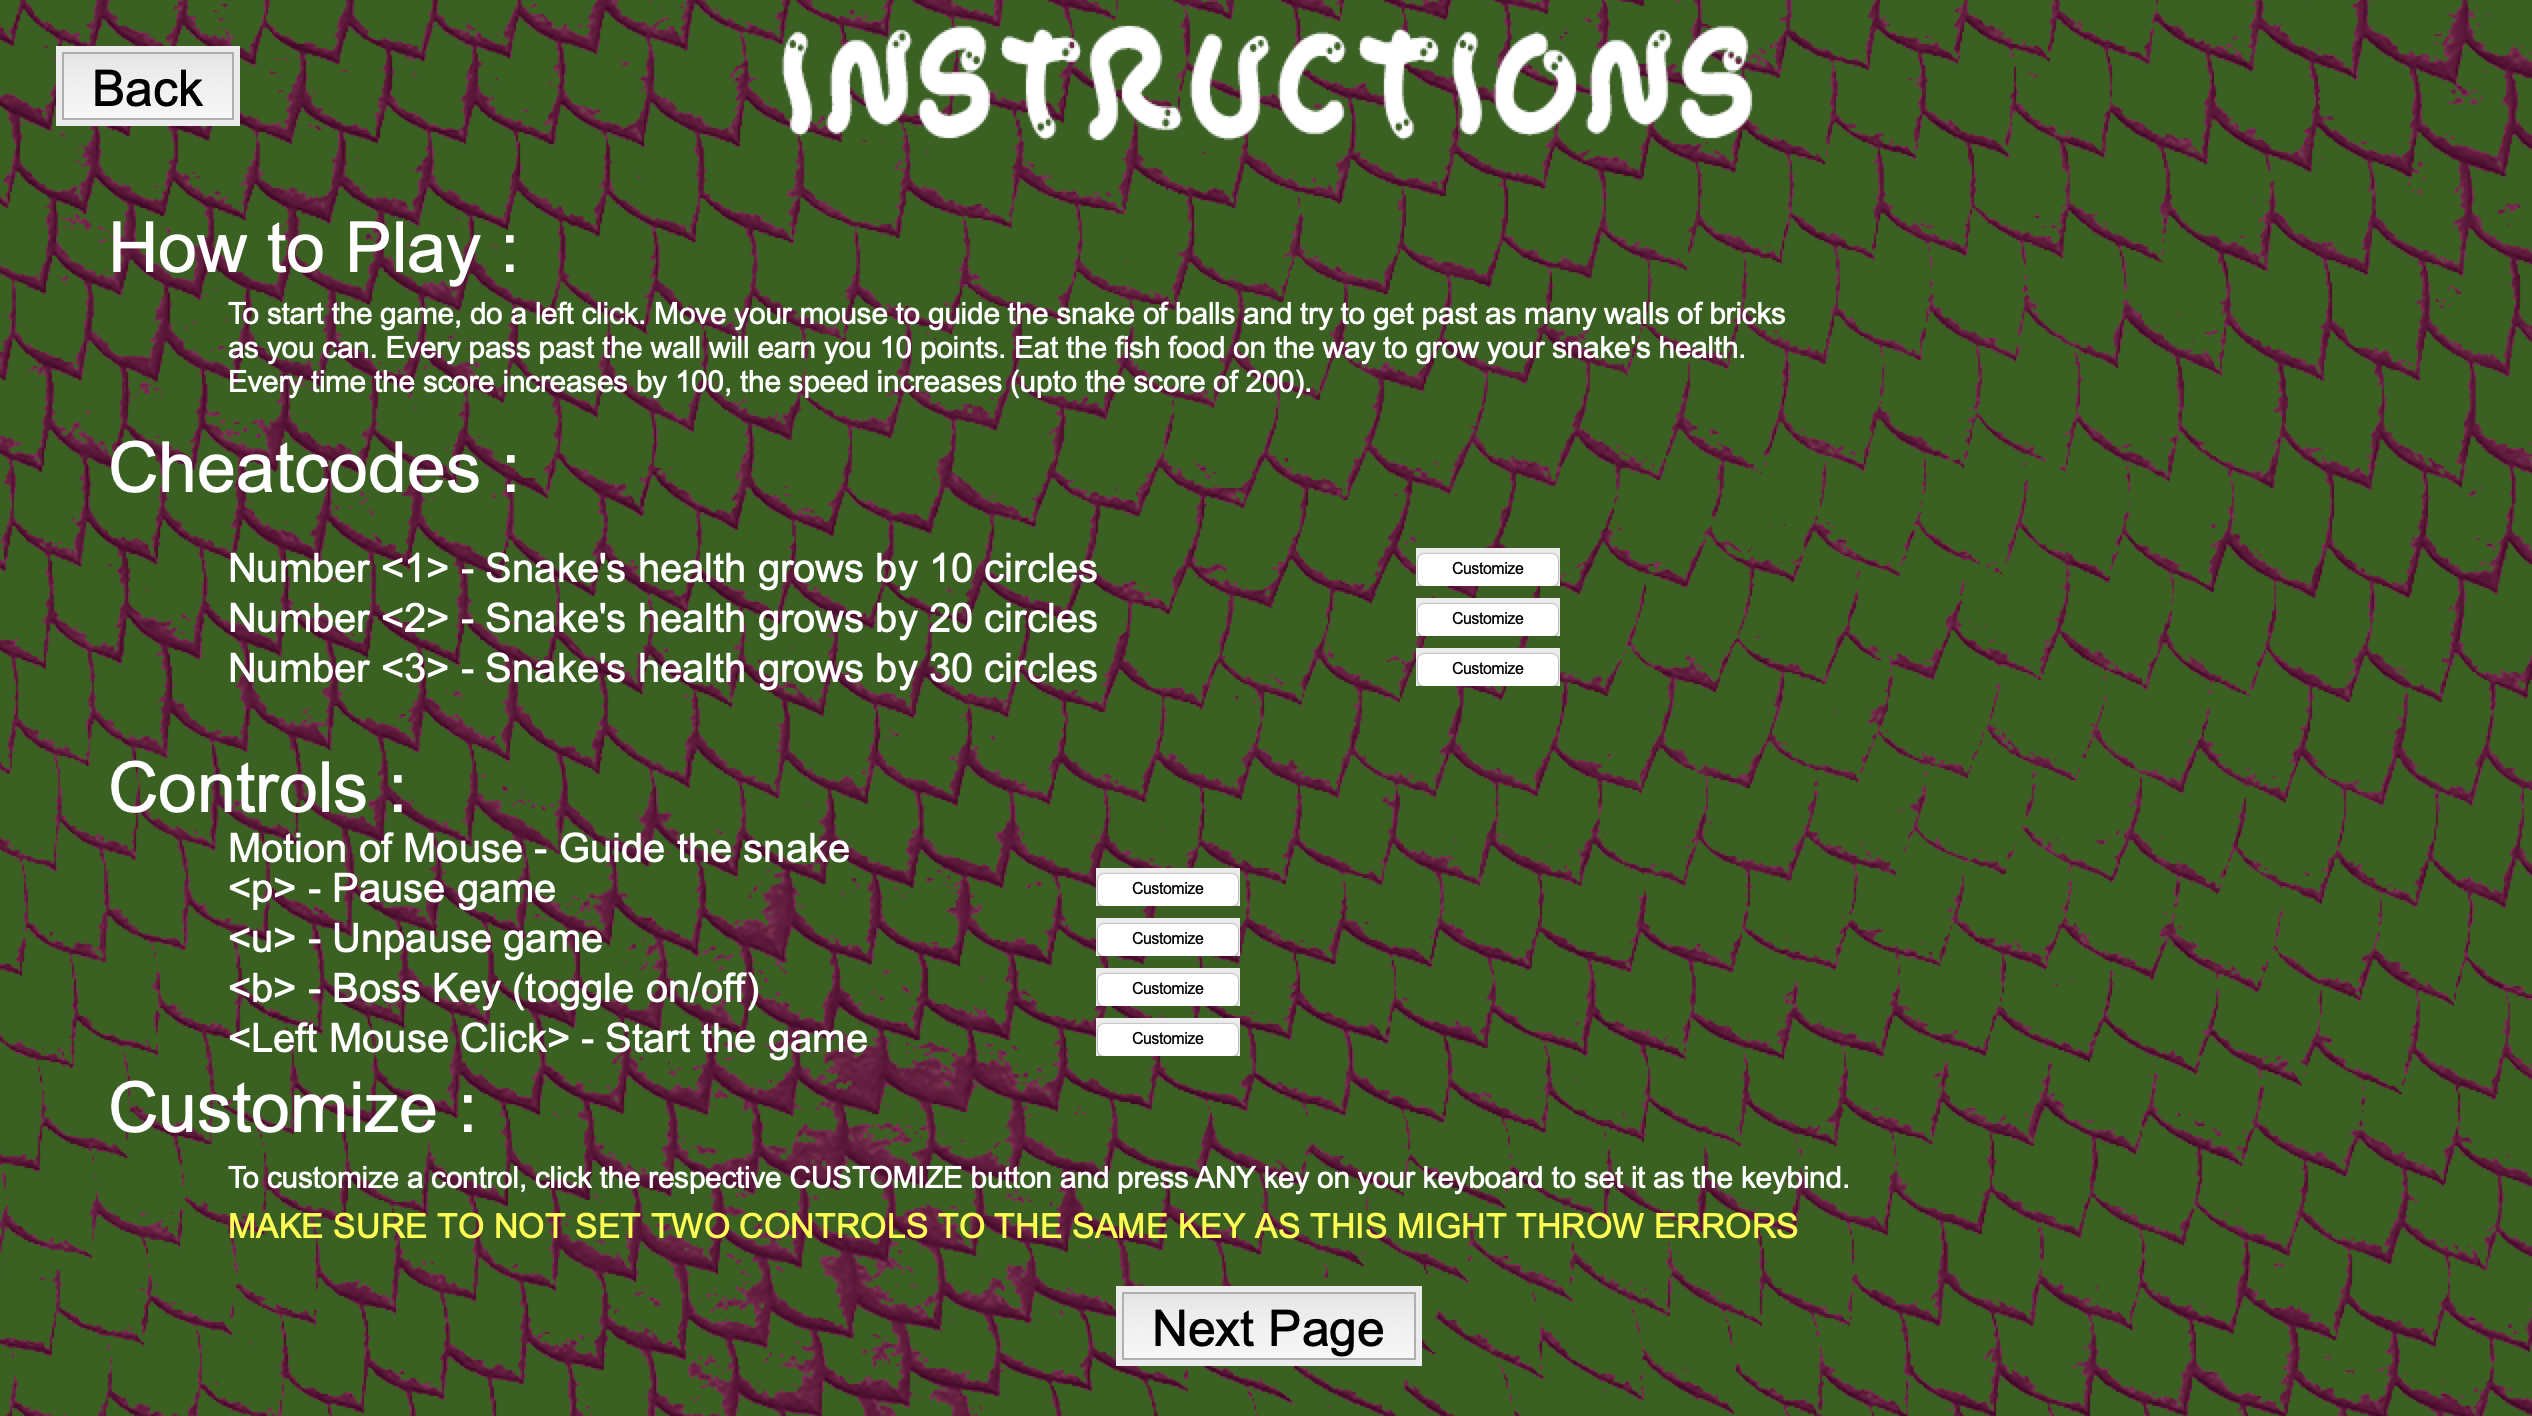 INSTRUCTIONS
Back
How to Play :
To start the game, do a left click. Move your mouse to guide the snake of balls and try to get past as many walls of bricks
as you can. Every pass past the wall will earn you 10 points. Eat the fish food on the way to grow your snake's health.
Every time the score increases by 100, the speed increases (upto the score of 200).
Cheatcodes :
Number <1> - Snake's health grows by 10 circles Customize
Number <2> - Snake's health grows by 20 circles Customize
Number <3> - Snake's health grows by 30 circles Customize
Controls :
Motion of Mouse - Guide the snake
<p> - Pause game Customize
<u> - Unpause game Customize
<b> - Boss Key (toggle on/off) Customize
<Left Mouse Click> - Start the game Customize
Customize :
To customize a control, click the respective CUSTOMIZE button and press ANY key on your keyboard to set it as the keybind.
MAKE SURE TO NOT SET TWO CONTROLS TO THE SAME KEY AS THIS MIGHT THROW ERRORS
Next Page